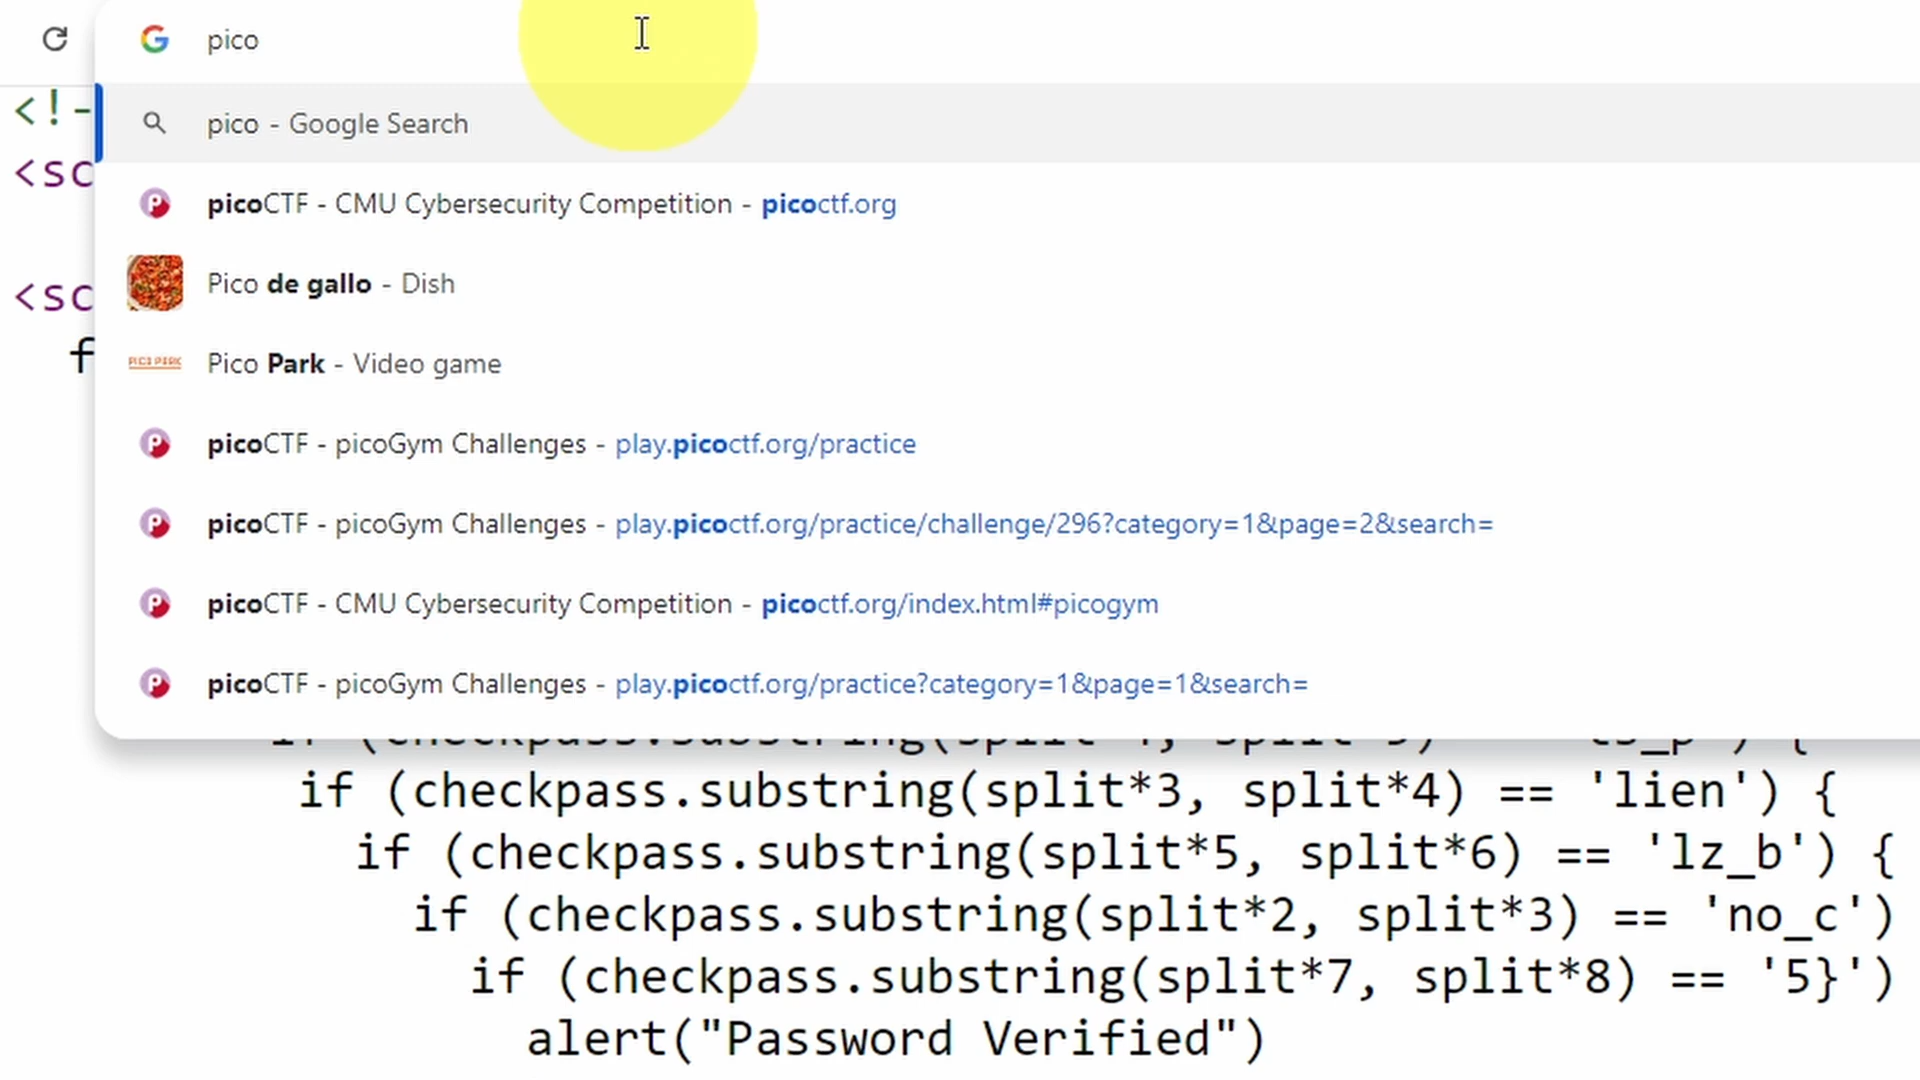 pico
<!-
pico - Google Search
<sc
picoCTF - CMU Cybersecurity Competition - picoctf.org
Pico de gallo - Dish
<sc
f
PICO PARK
Pico Park - Video game
picoCTF - picoGym Challenges - play.picoctf.org/practice
picoCTF - picoGym Challenges - play.picoctf.org/practice/challenge/296?category=1&page=2&search=
picoCTF - CMU Cybersecurity Competition - picoctf.org/index.html#picogym
picoCTF - picoGym Challenges - play.picoctf.org/practice?category=1&page=1&search=
if (checkpass.substring(split*3, split*4) == 'lien') {
if (checkpass.substring(split*5, split*6) == 'lz_b') {
if (checkpass.substring(split*2, split*3) == 'no_c')
if (checkpass.substring(split*7, split*8) == '5}')
alert("Password Verified")